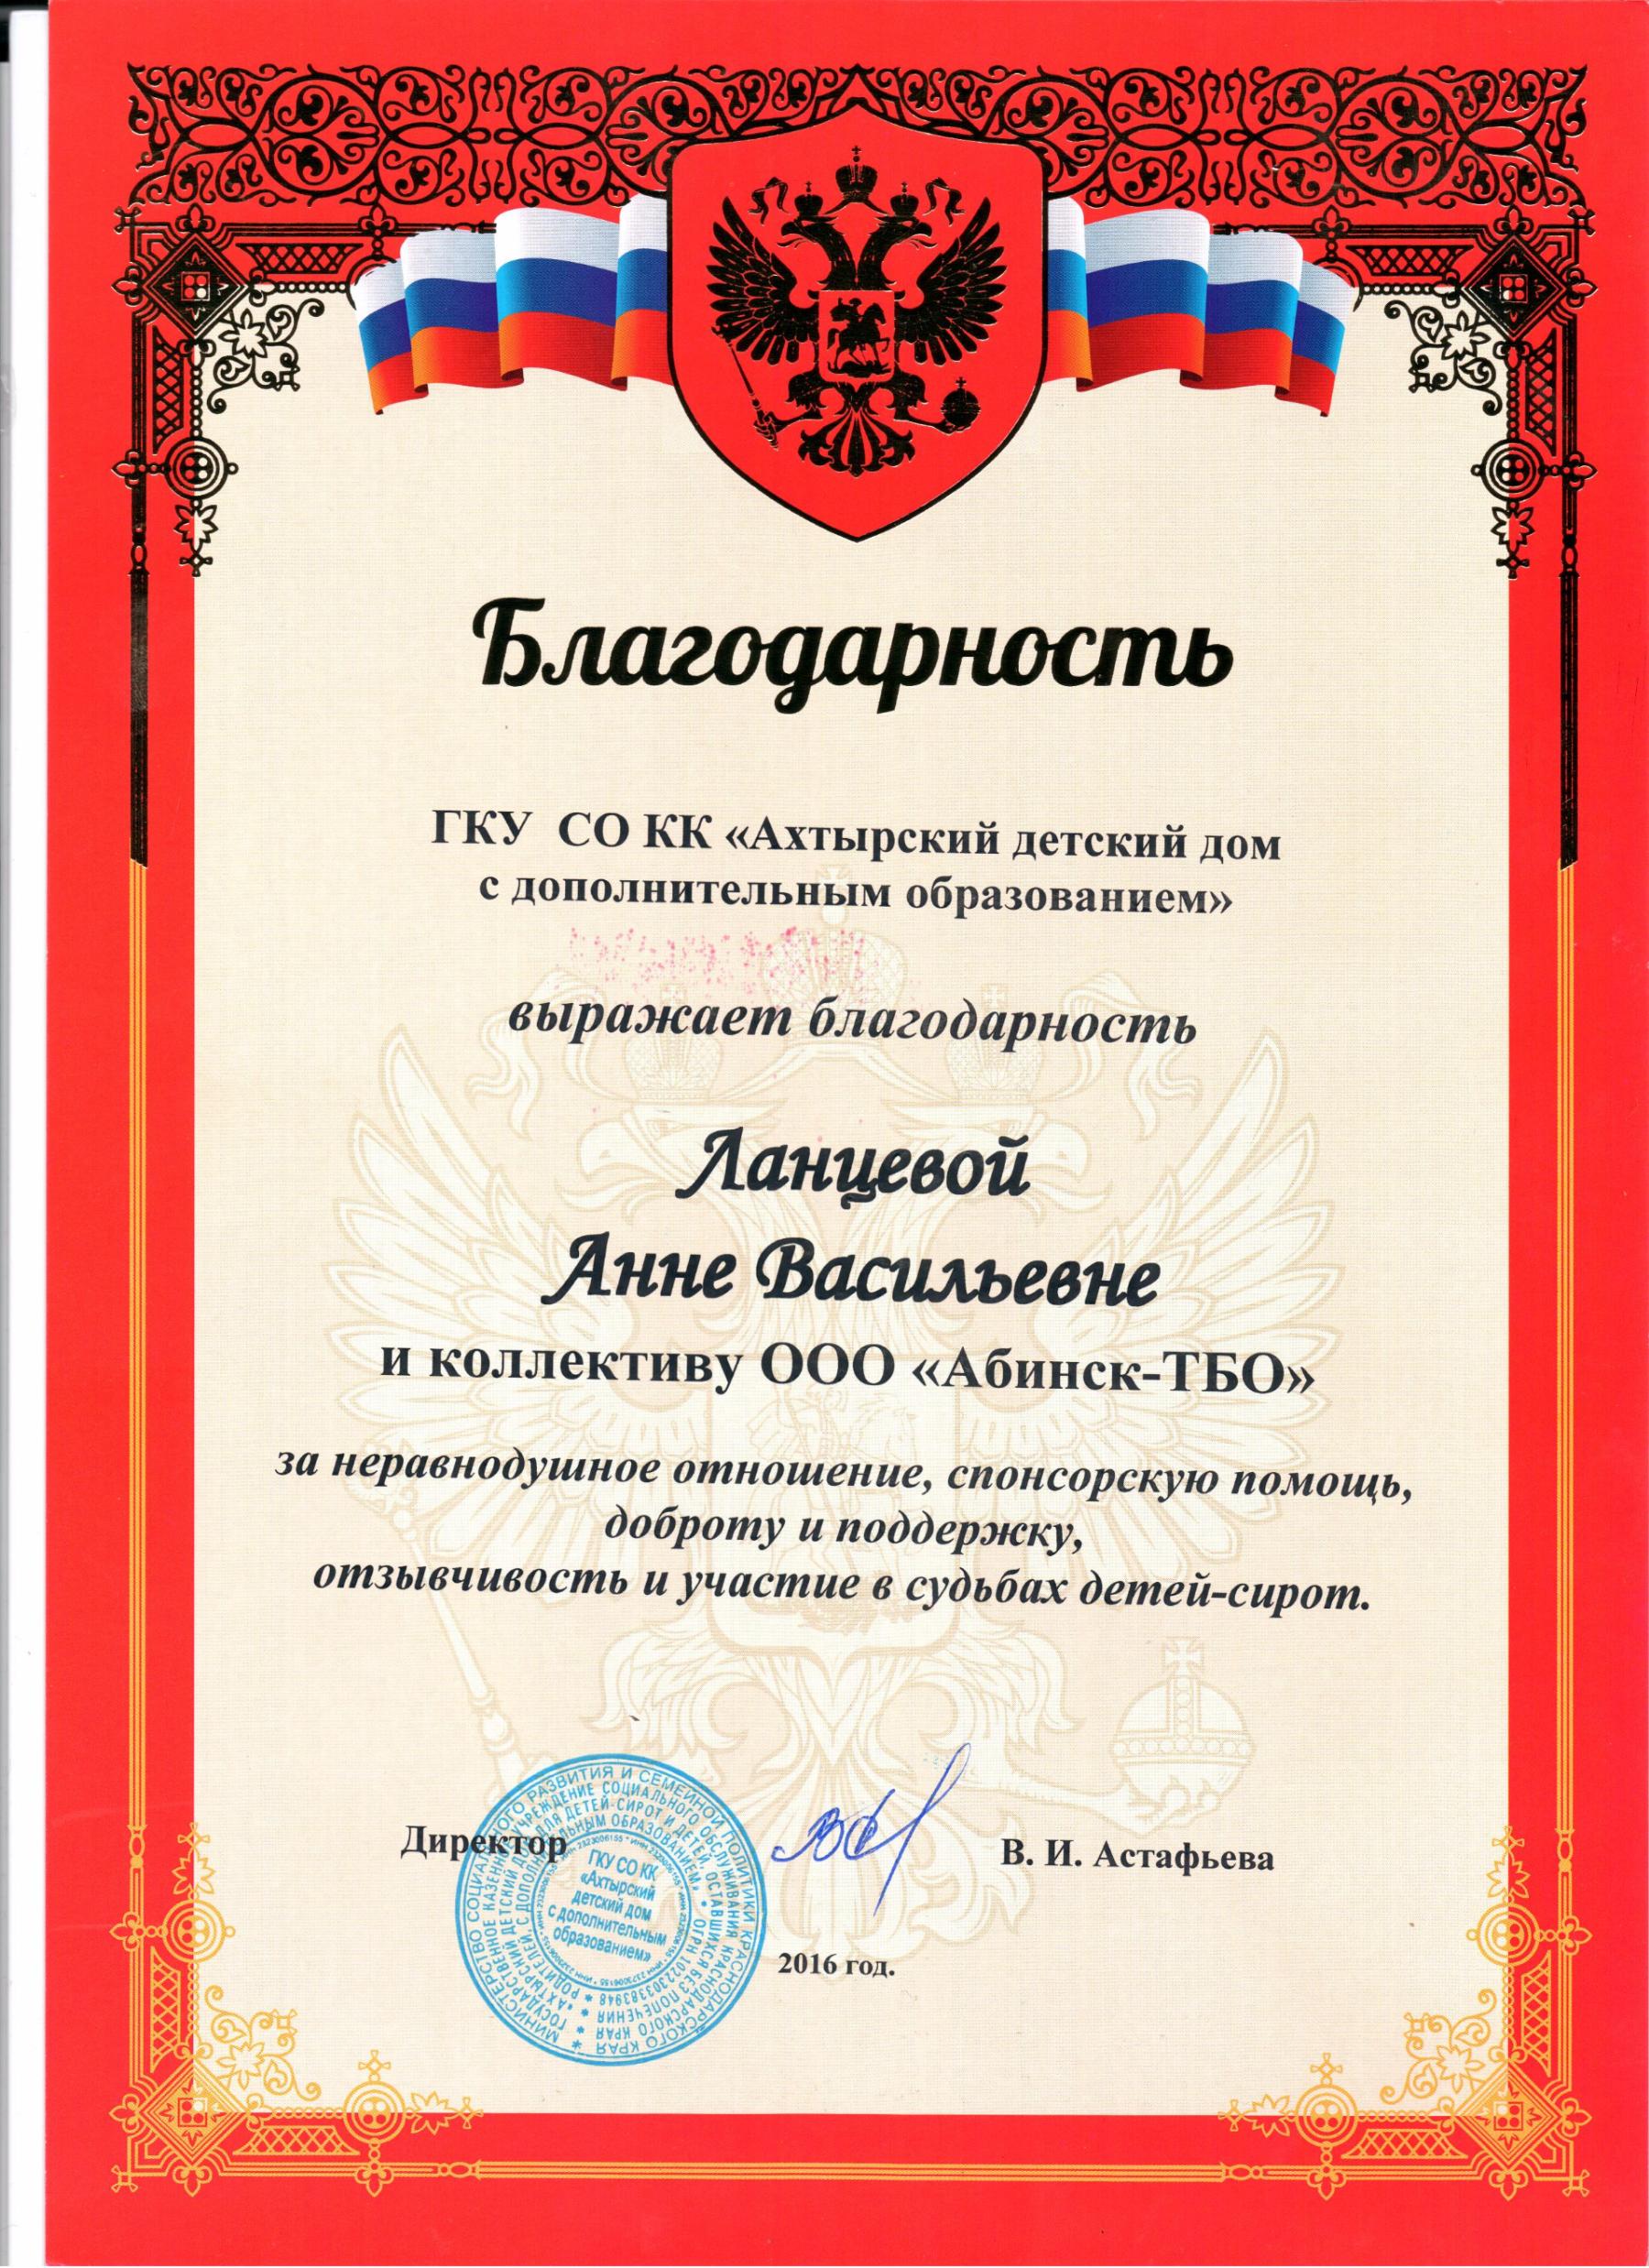 Благодарность
ГКУ СО КК «Ахтырский детский дом
с дополнительным образованием»
выражает благодарность
Ланцевой
Анне Васильевне
и коллективу ООО «Абинск-ТБО»
за неравнодушное отношение, спонсорскую помощь,
доброту и поддержку,
отзывчивость и участие в судьбах детей-сирот.
Директор
В. И. Астафьева
2016 год.
МИНИСТЕРСТВО СОЦИАЛЬНОГО РАЗВИТИЯ И СЕМЕЙНОЙ ПОЛИТИКИ КРАСНОДАРСКОГО КРАЯ
ГОСУДАРСТВЕННОЕ КАЗЕННОЕ УЧРЕЖДЕНИЕ СОЦИАЛЬНОГО ОБСЛУЖИВАНИЯ КРАСНОДАРСКОГО КРАЯ
«АХТЫРСКИЙ ДЕТСКИЙ ДОМ ДЛЯ ДЕТЕЙ-СИРОТ И ДЕТЕЙ, ОСТАВШИХСЯ БЕЗ ПОПЕЧЕНИЯ
РОДИТЕЛЕЙ, С ДОПОЛНИТЕЛЬНЫМ ОБРАЗОВАНИЕМ» * ОГРН 1022303383948
ИНН 2323006155
ГКУ СО КК
«Ахтырский
детский дом
с дополнительным
образованием»